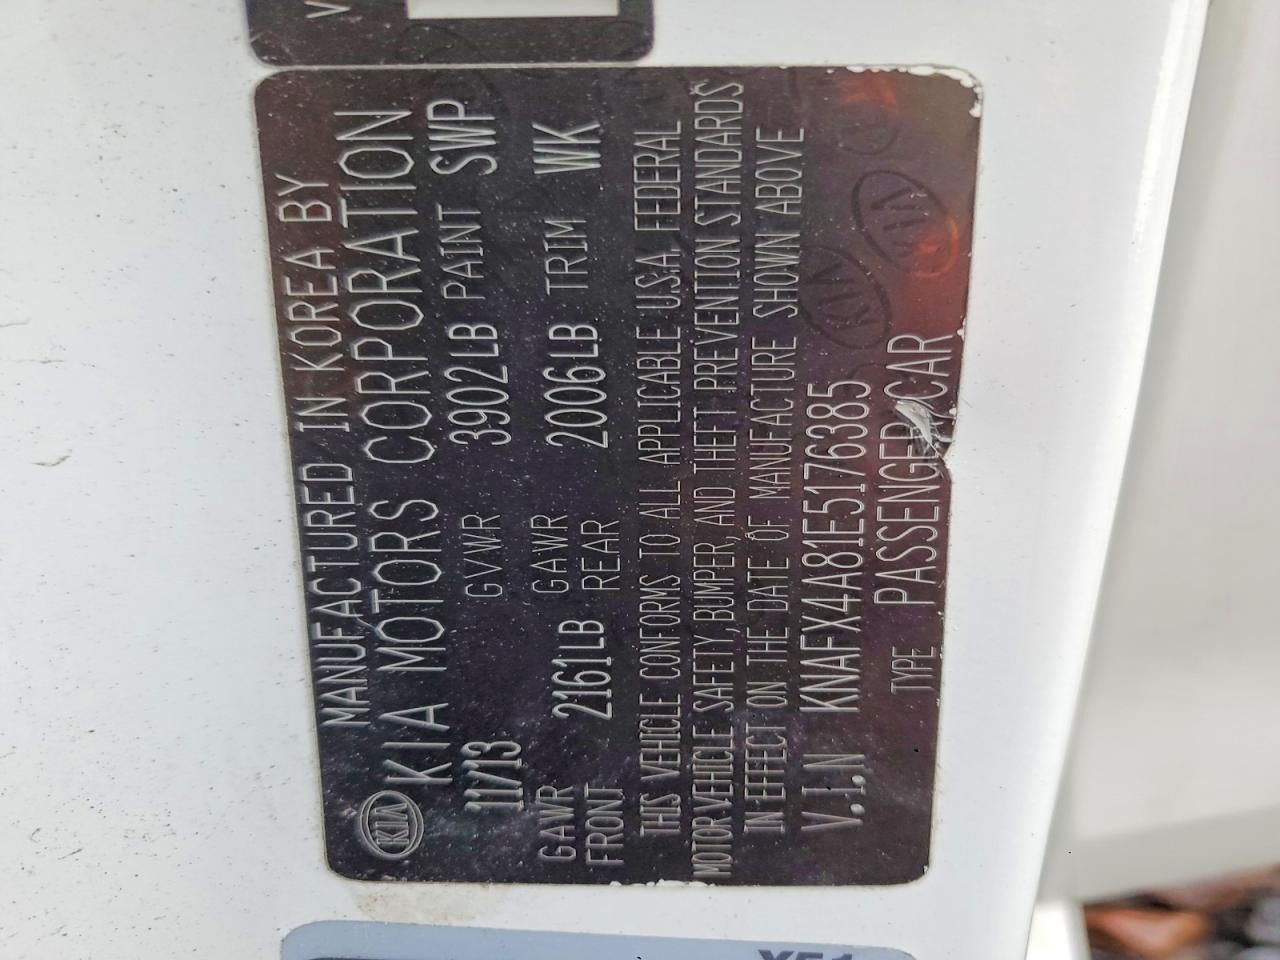 MANUFACTURED IN KOREA BY
KIA KIA MOTORS CORPORATION
11/13 GVWR 3902LB PAINT SWP
GAWR FRONT 2161LB GAWR REAR 2006LB TRIM WK
THIS VEHICLE CONFORMS TO ALL APPLICABLE U.S.A. FEDERAL
MOTOR VEHICLE SAFETY, BUMPER, AND THEFT PREVENTION STANDARDS
IN EFFECT ON THE DATE OF MANUFACTURE SHOWN ABOVE
V.I.N KNAFX4A81E5176385
TYPE PASSENGER CAR